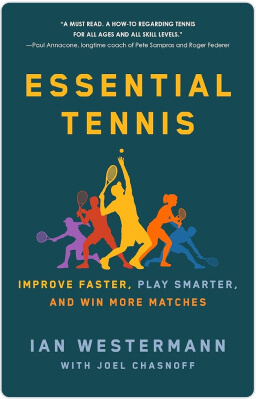 "A MUST READ. A HOW-TO REGARDING TENNIS
FOR ALL AGES AND ALL SKILL LEVELS."
—Paul Annacone, longtime coach of Pete Sampras and Roger Federer
ESSENTIAL
TENNIS
IMPROVE FASTER, PLAY SMARTER,
AND WIN MORE MATCHES
IAN WESTERMANN
WITH JOEL CHASNOFF